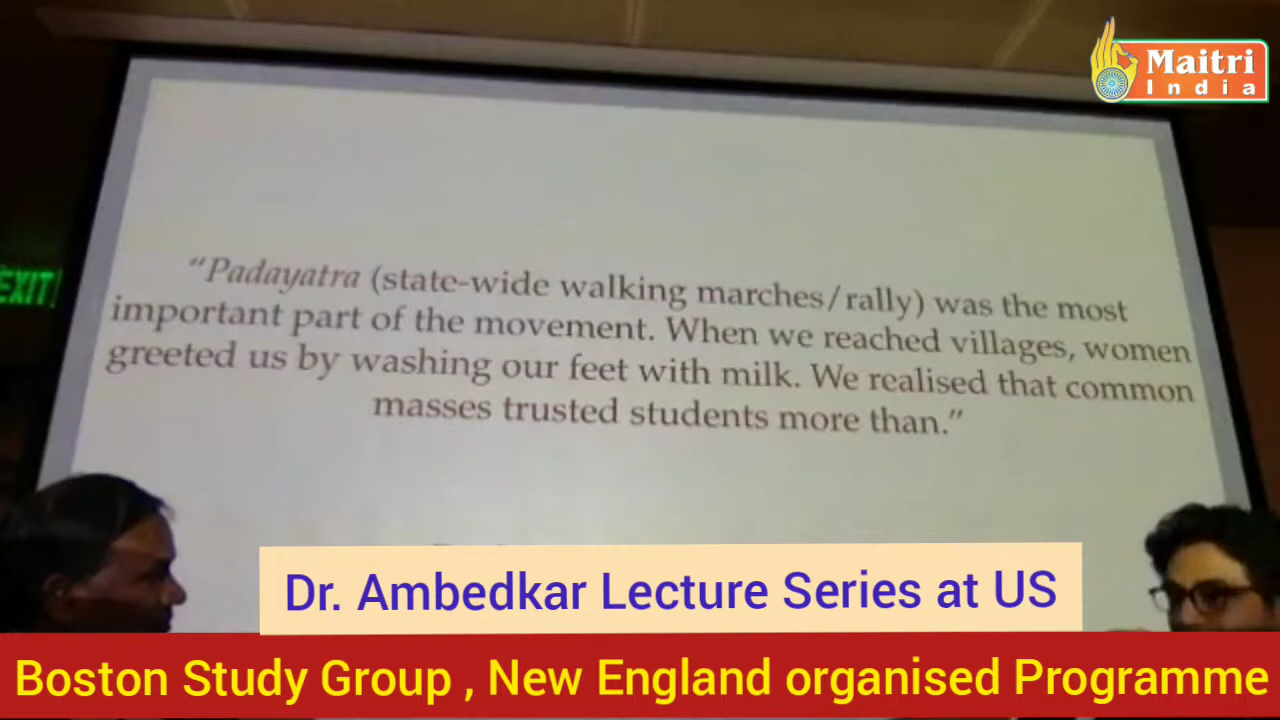 Maitri
India
EXIT
“Padayatra (state-wide walking marches/rally) was the most
important part of the movement. When we reached villages, women
greeted us by washing our feet with milk. We realised that common
masses trusted students more than.”
Dr. Ambedkar Lecture Series at US
Boston Study Group , New England organised Programme